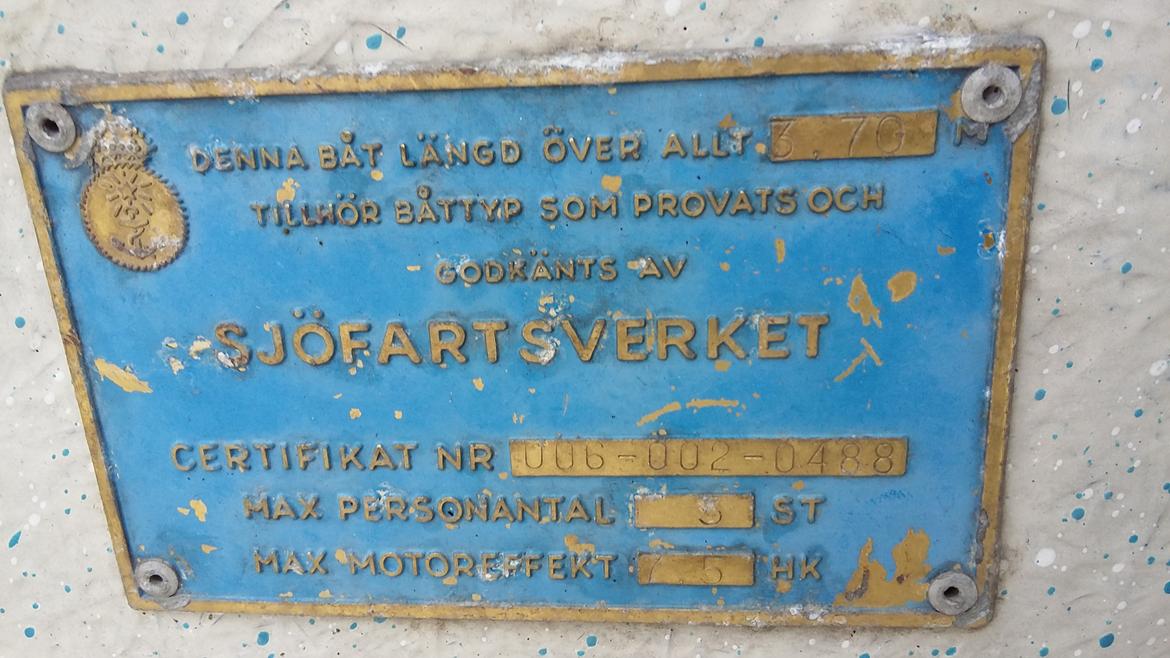 DENNA BÅT LÄNGD ÖVER ALLT 3.70 M
TILLHÖR BÅTTYP SOM PROVATS OCH
GODKÄNTS AV
SJÖFARTSVERKET
CERTIFIKAT NR 006-002-0488
MAX PERSONANTAL 3 ST
MAX MOTOREFFEKT 7.5 HK